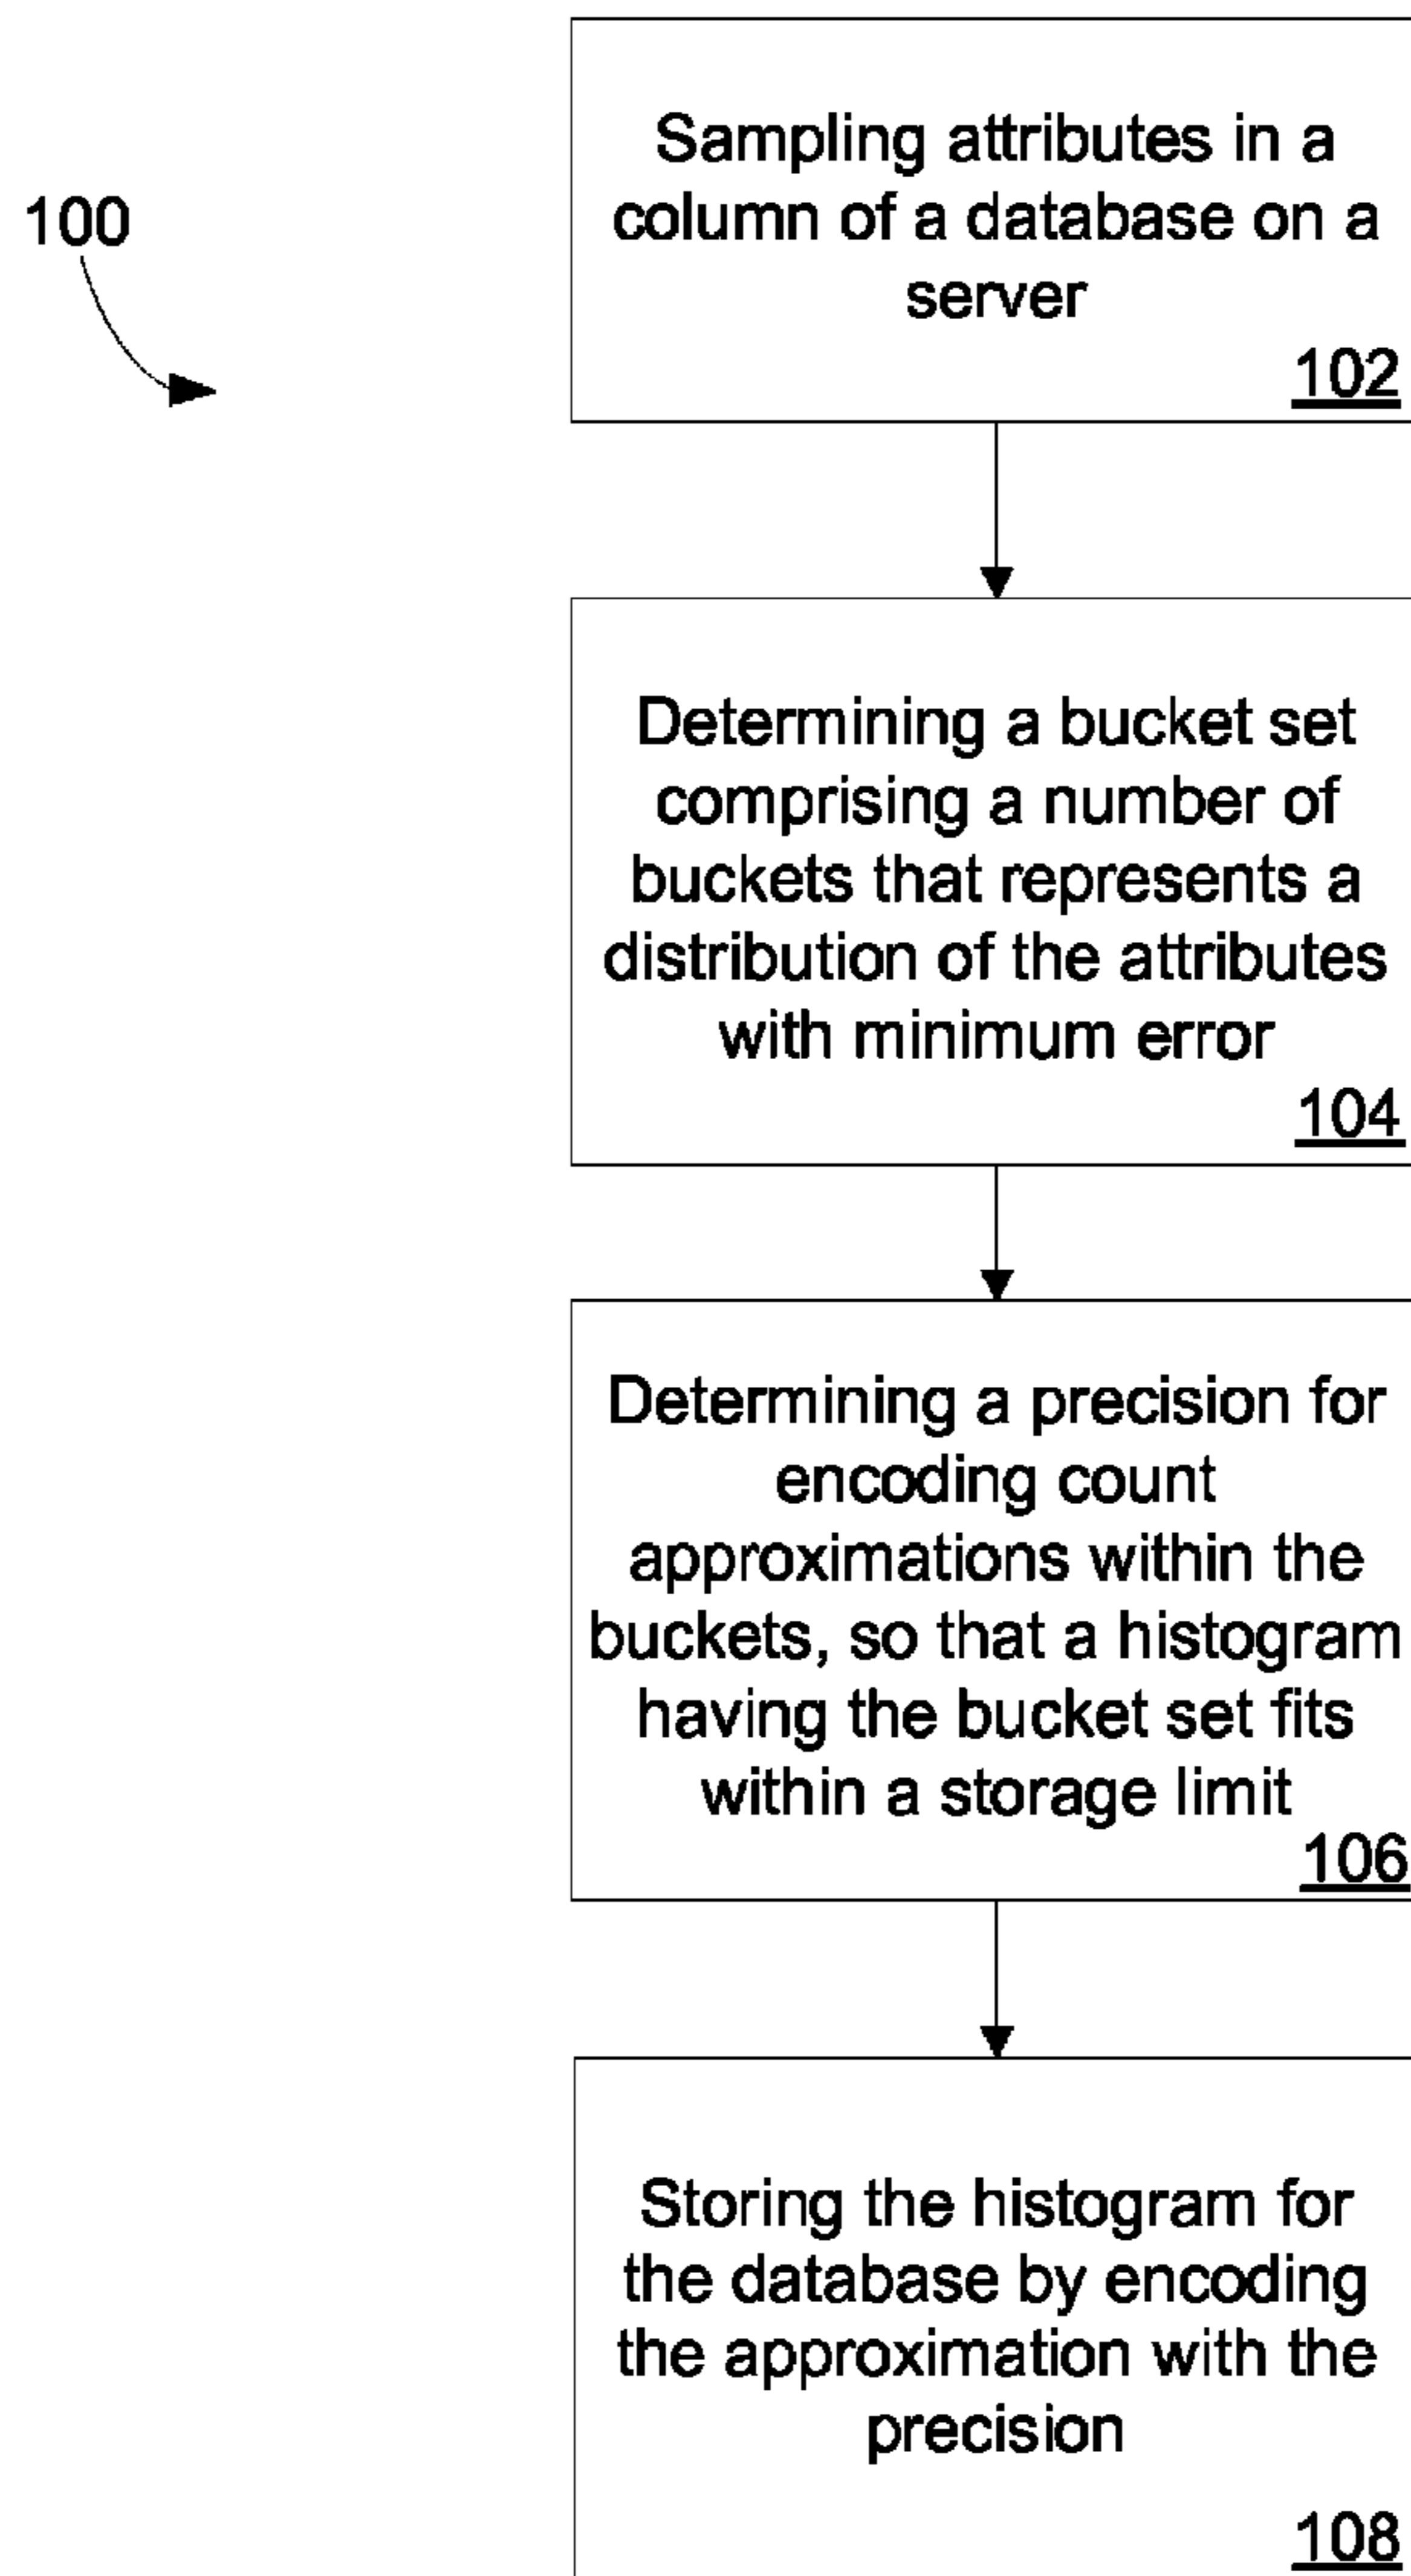 100
Sampling attributes in a
column of a database on a
server
102
Determining a bucket set
comprising a number of
buckets that represents a
distribution of the attributes
with minimum error
104
Determining a precision for
encoding count
approximations within the
buckets, so that a histogram
having the bucket set fits
within a storage limit
106
Storing the histogram for
the database by encoding
the approximation with the
precision
108